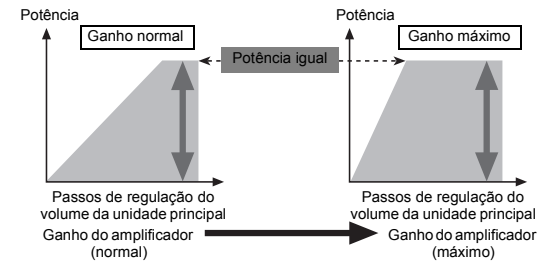 Potência
Ganho normal
Potência igual
Potência
Ganho máximo
Passos de regulação do
volume da unidade principal
Ganho do amplificador
(normal)
Passos de regulação do
volume da unidade principal
Ganho do amplificador
(máximo)